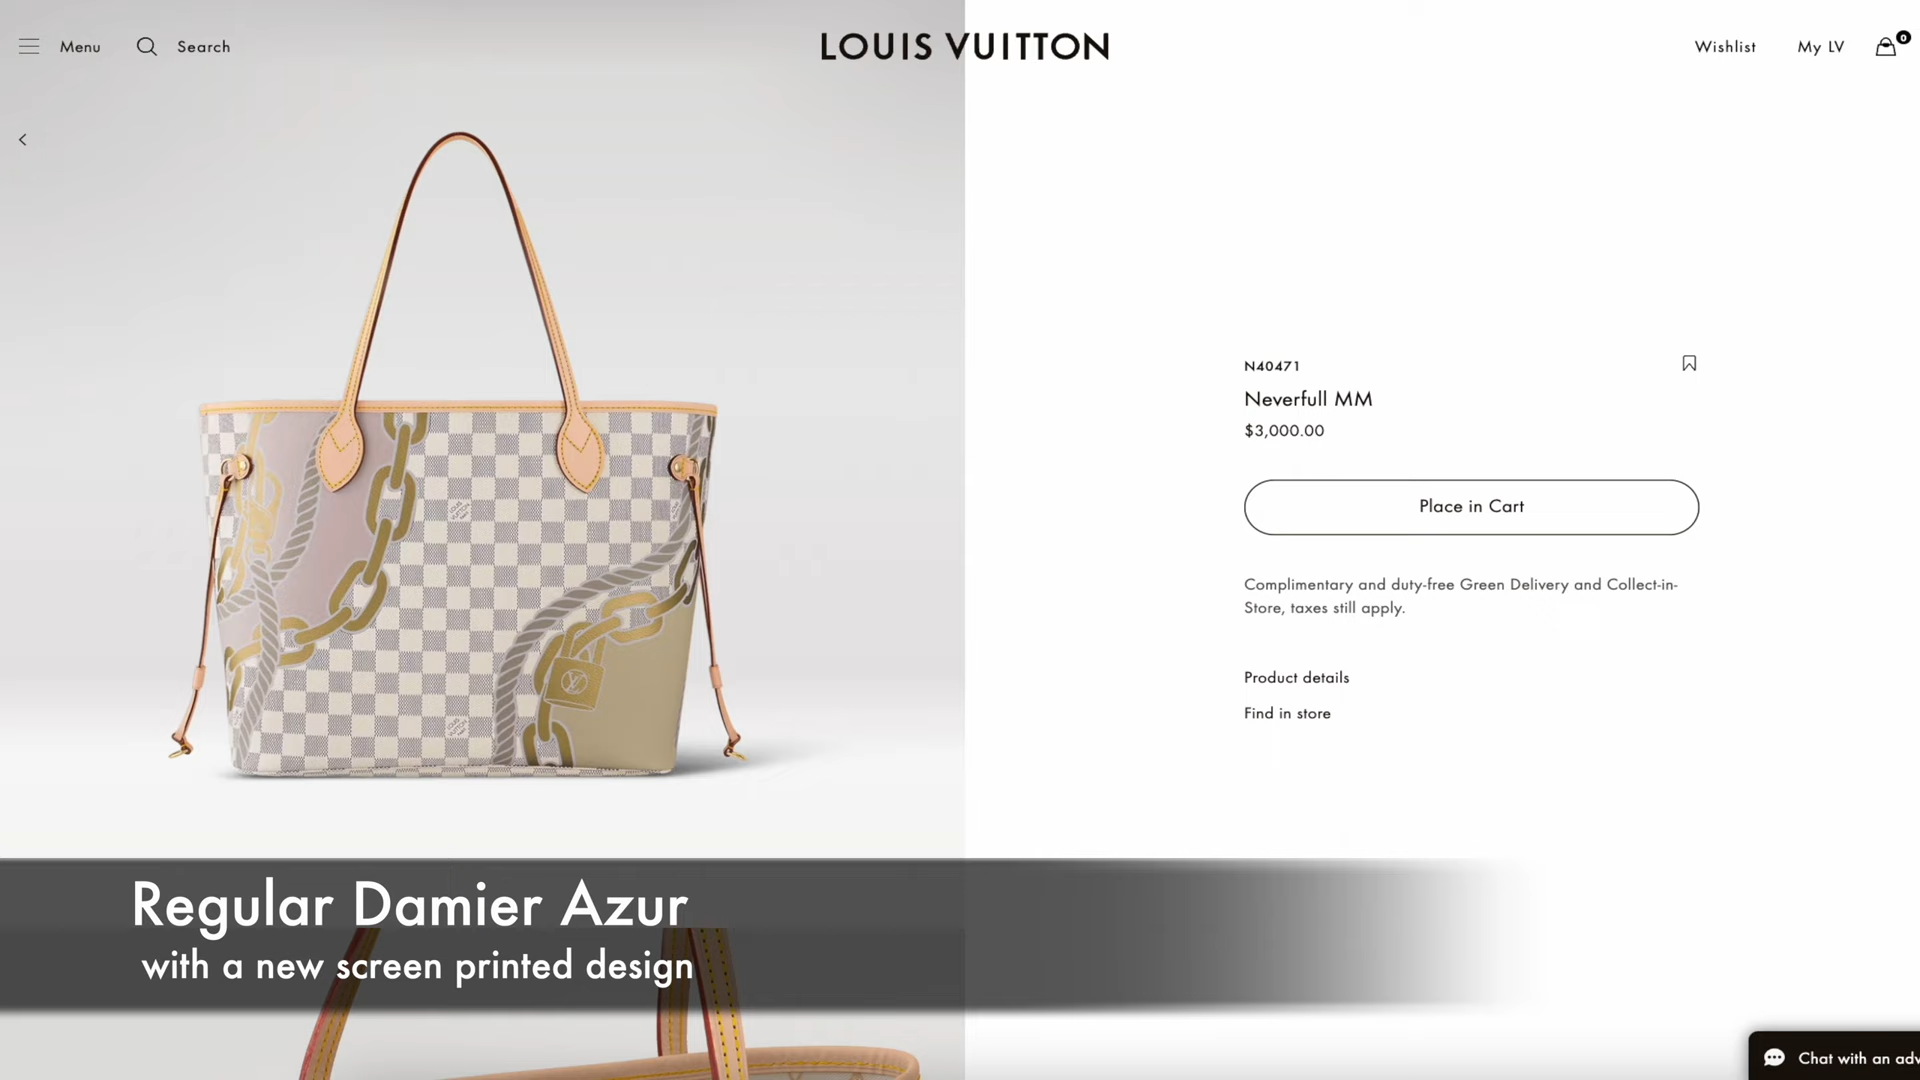 Menu
Search
LOUIS VUITTON
Wishlist
My LV
0
N40471
Neverfull MM
$3,000.00
Place in Cart
Complimentary and duty-free Green Delivery and Collect-in-
Store, taxes still apply.
Product details
Find in store
Regular Damier Azur
with a new screen printed design
Chat with an adv